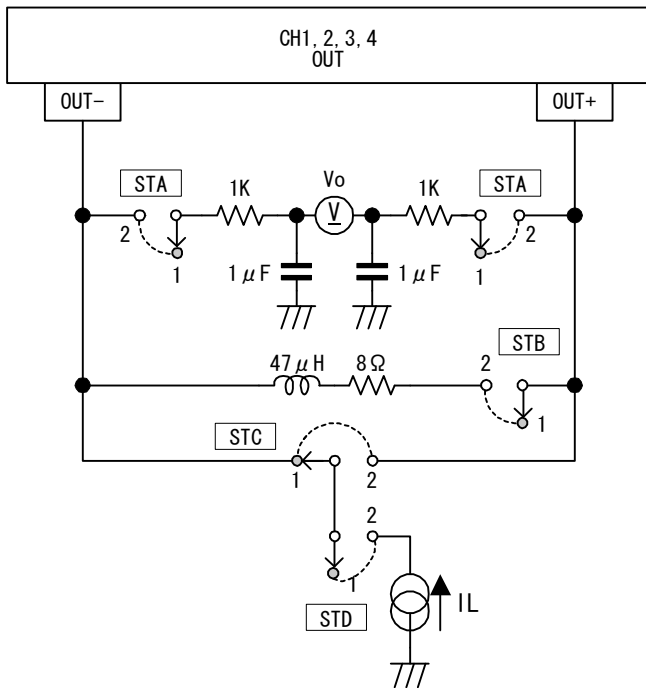 CH1, 2, 3, 4
OUT
OUT-
OUT+
STA
1K
Vo
1K
STA
V
2
1
1μF
1μF
1
2
47μH
8Ω
2
STB
1
STC
1
2
2
1
STD
IL